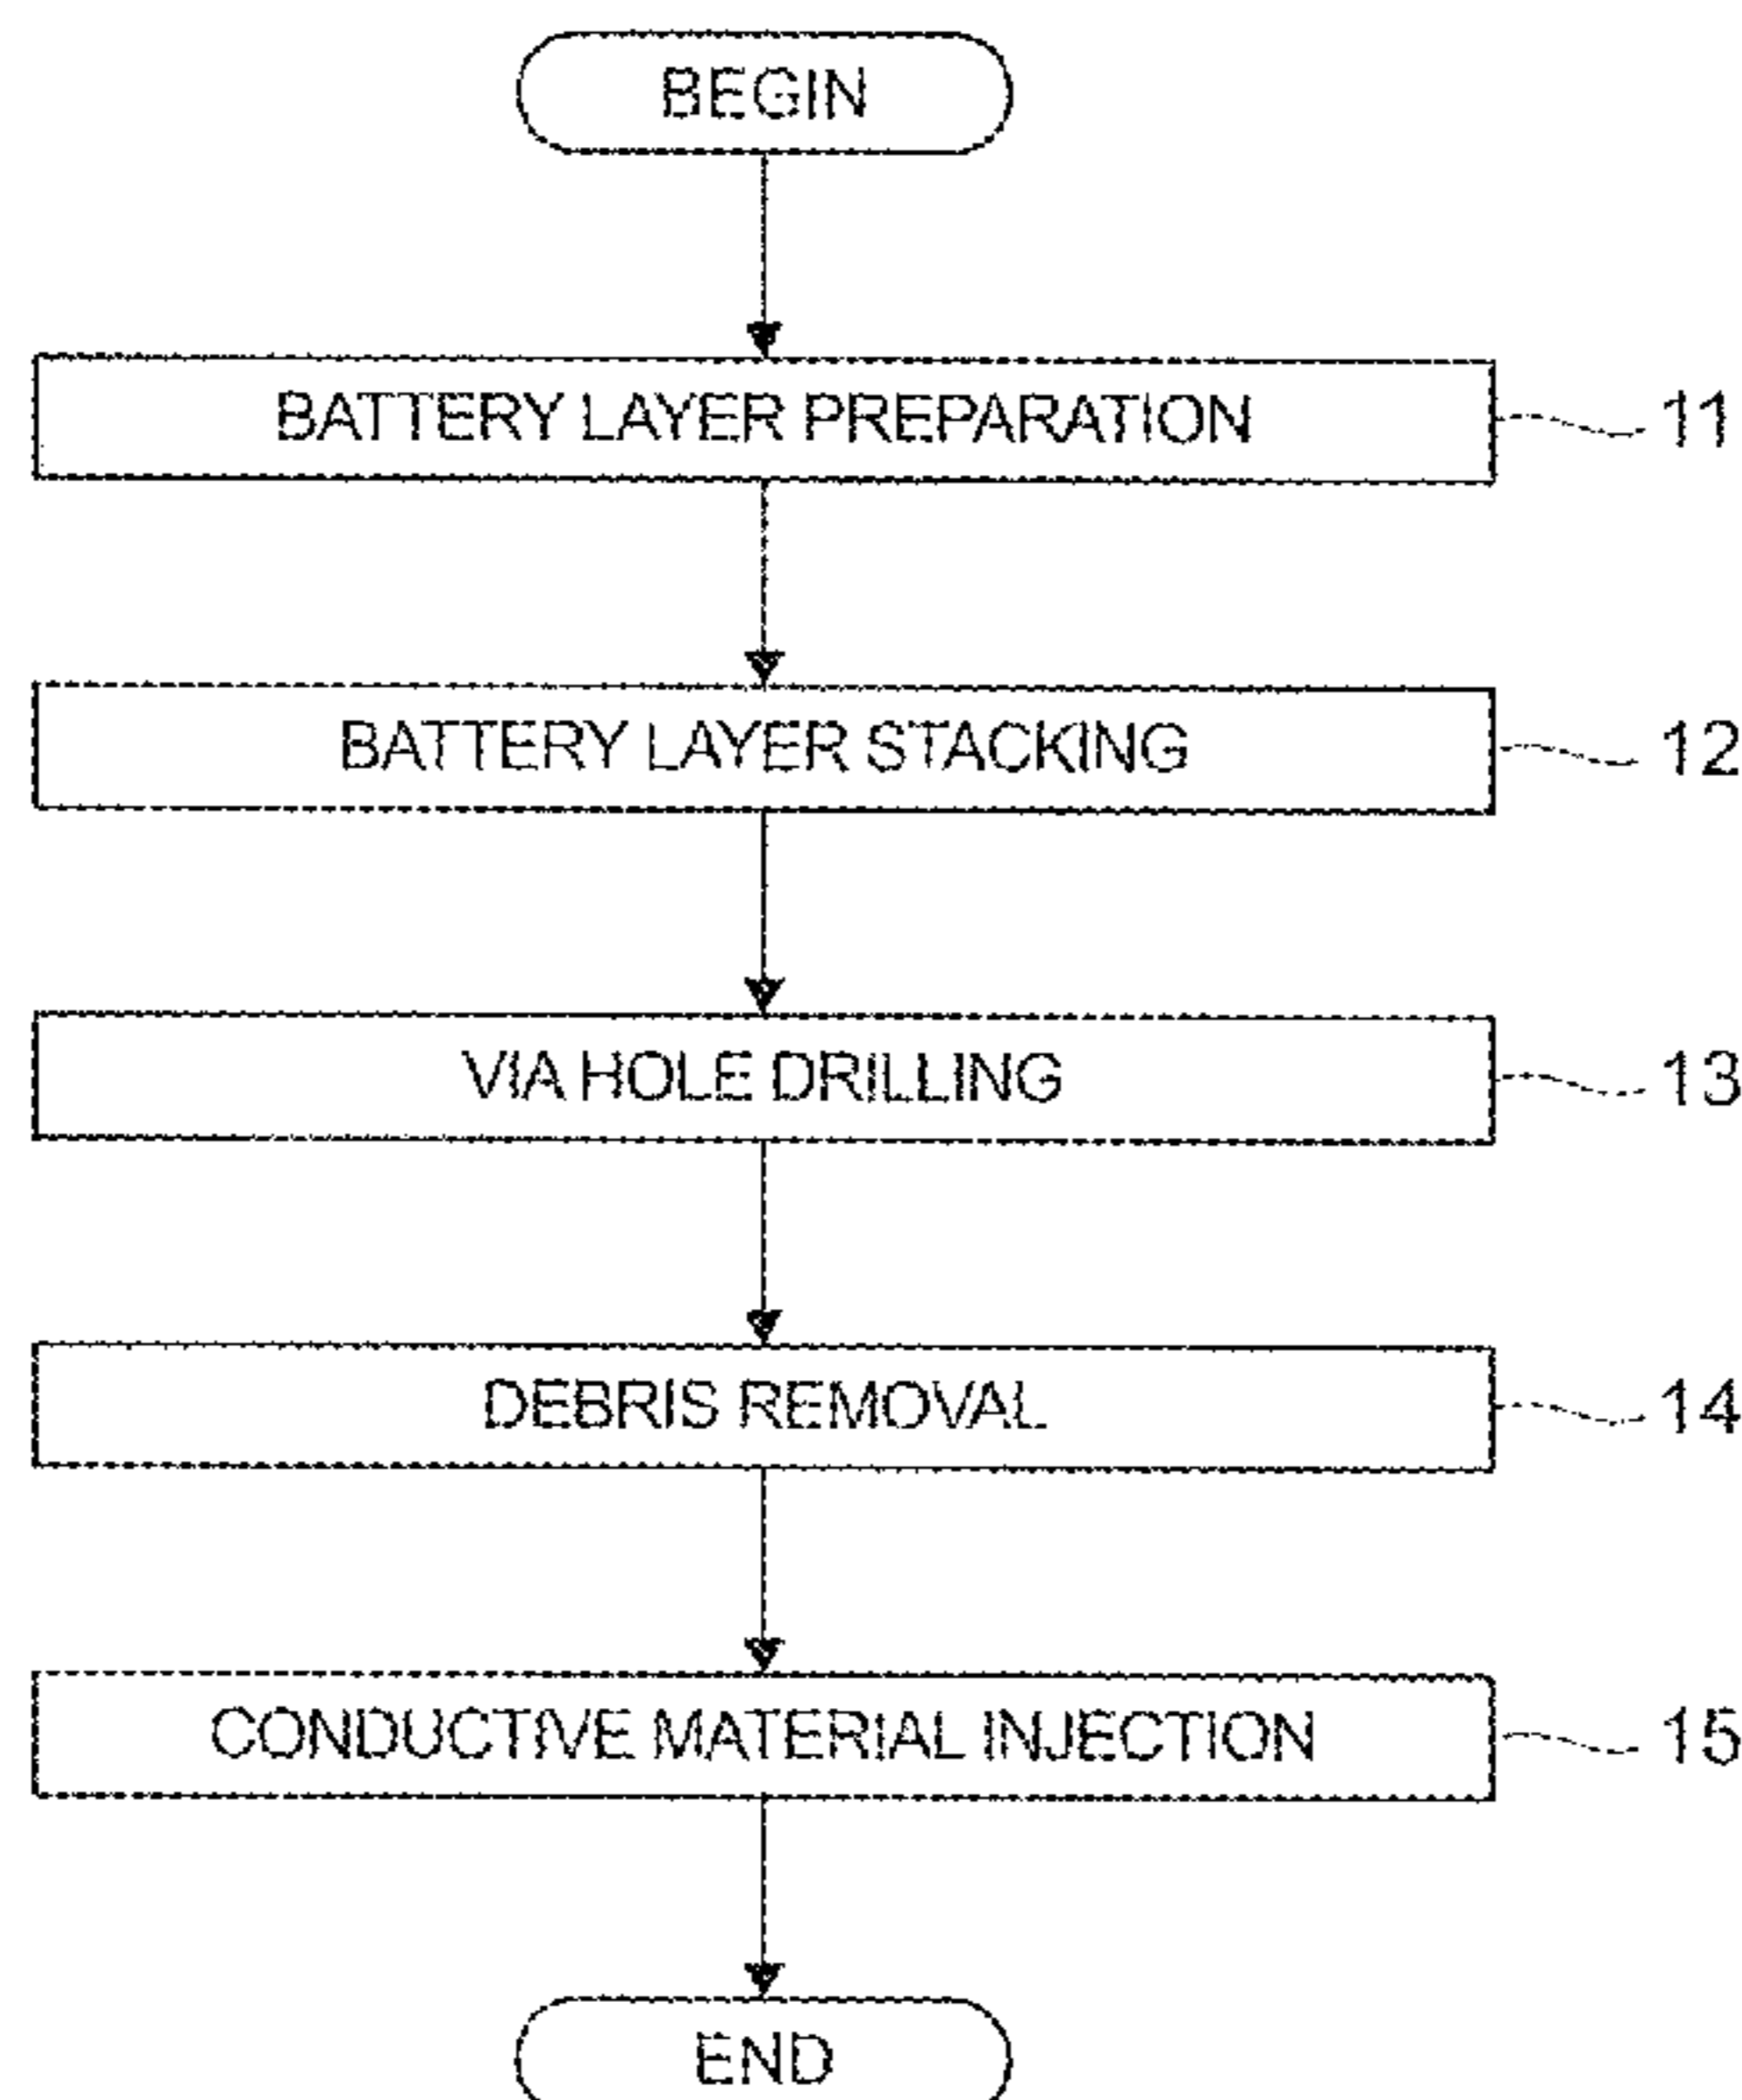 BEGIN
BATTERY LAYER PREPARATION 11
BATTERY LAYER STACKING 12
VIA HOLE DRILLING 13
DEBRIS REMOVAL 14
CONDUCTIVE MATERIAL INJECTION 15
END